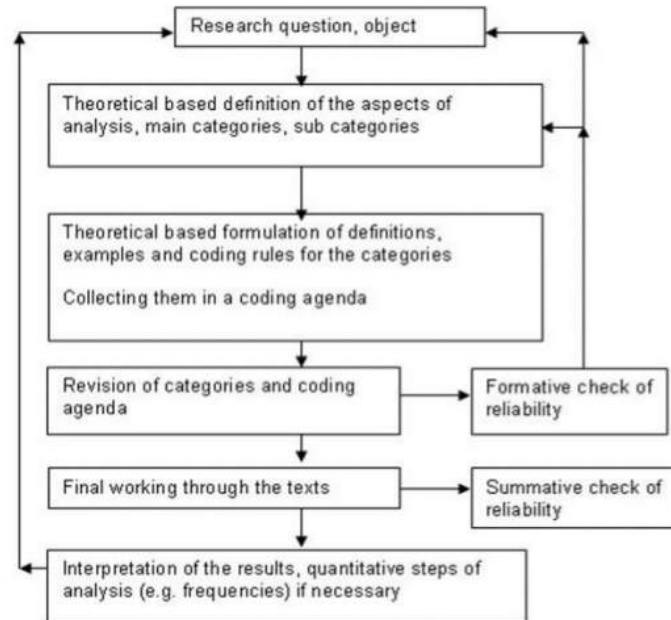 Research question, object
Theoretical based definition of the aspects of
analysis, main categories, sub categories
Theoretical based formulation of definitions,
examples and coding rules for the categories
Collecting them in a coding agenda
Revision of categories and coding
agenda
Formative check of
reliability
Final working through the texts
Summative check of
reliability
Interpretation of the results, quantitative steps of
analysis (e.g. frequencies) if necessary